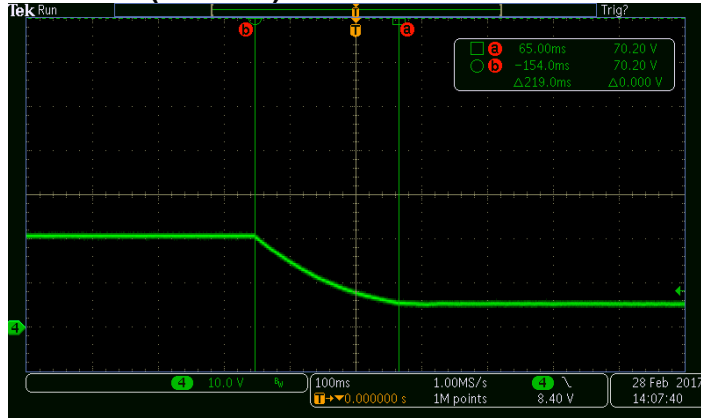 Tek Run
Trig?
b
a
T
a 65.00ms 70.20 V
b −154.0ms 70.20 V
Δ219.0ms Δ0.000 V
4
4 10.0 V BW
100ms
T→▼0.000000 s
1.00MS/s
1M points
4 \
8.40 V
28 Feb 2017
14:07:40